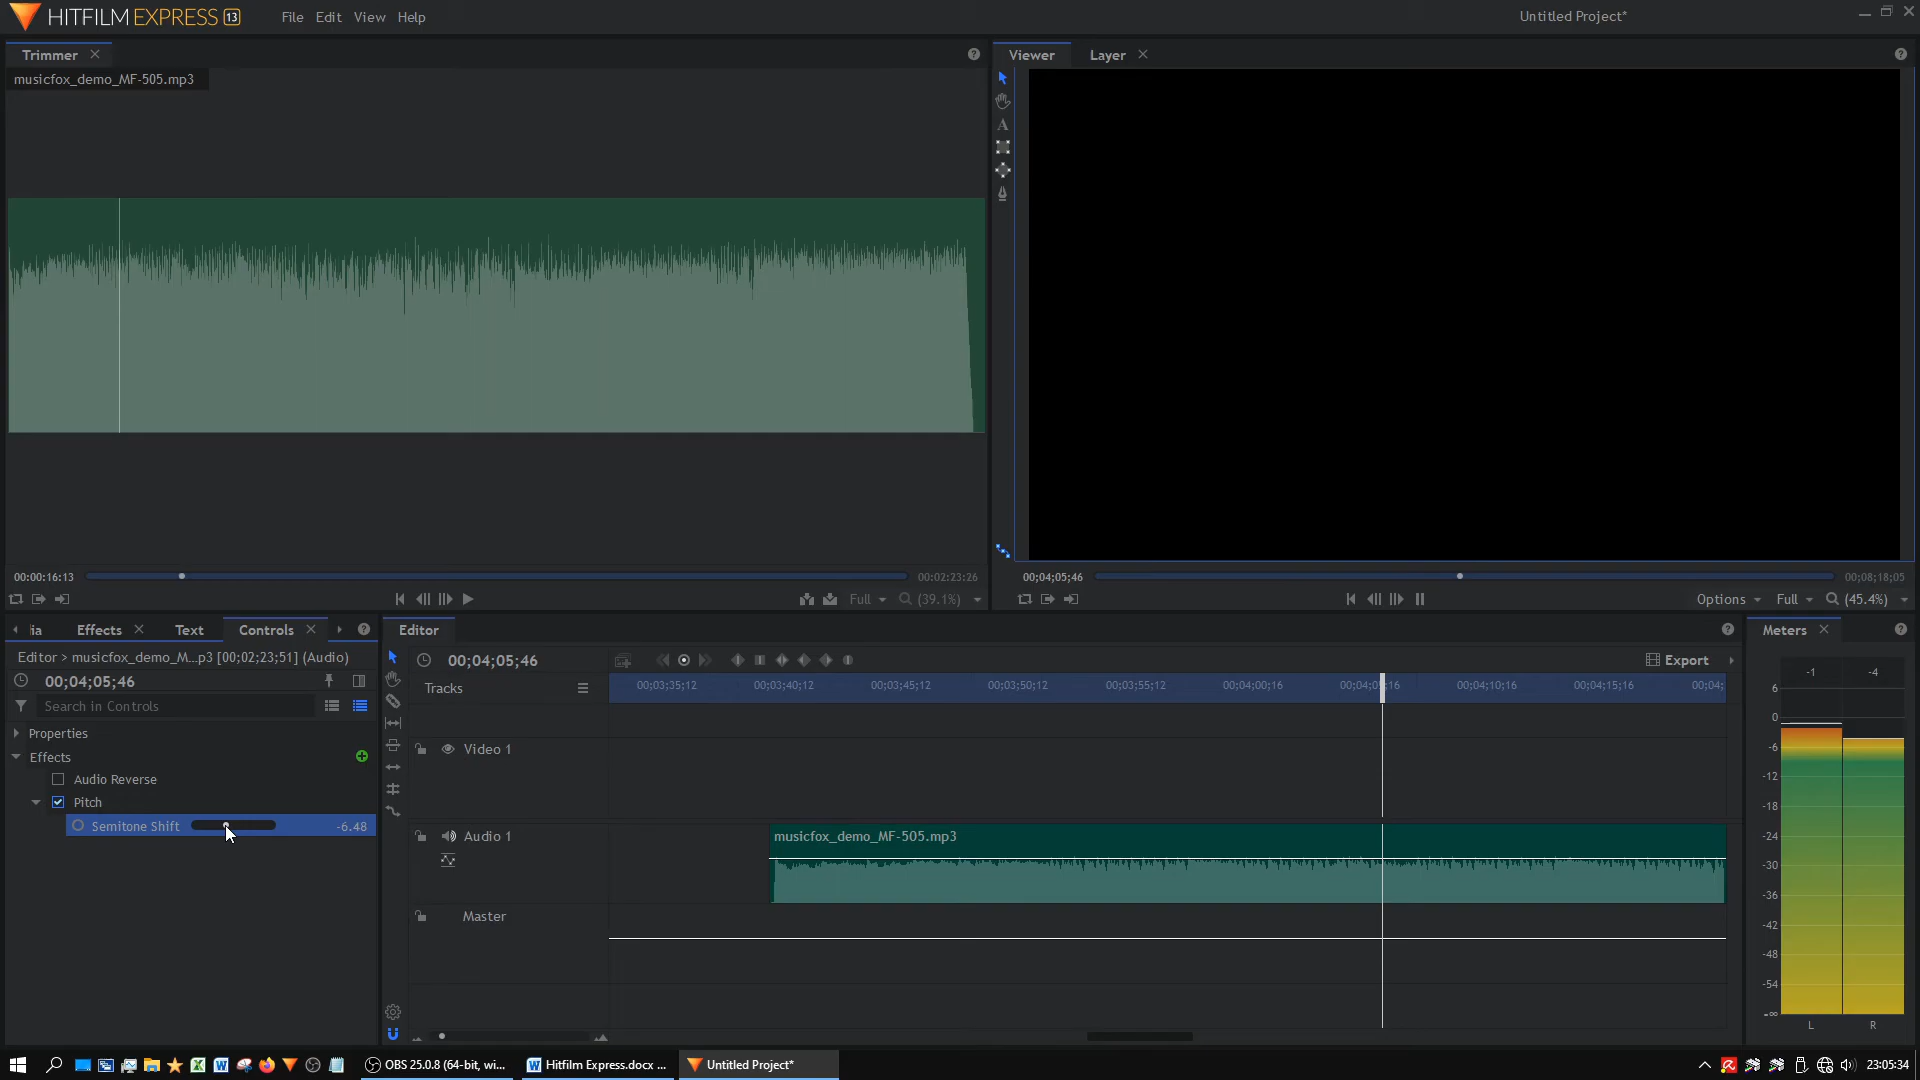 HITFILM EXPRESS 13
File Edit View Help
Untitled Project*
Trimmer
musicfox_demo_MF-505.mp3
Viewer
Layer
A
00:00:16:13
00:02:23:26
Full
(39.1%)
00;04;05;46
00;08;18;05
Options
Full
(45.4%)
ia
Effects
Text
Controls
Editor > musicfox_demo_M...p3 [00;02;23;51] (Audio)
00;04;05;46
Search in Controls
Properties
Effects
Audio Reverse
Pitch
Semitone Shift
-6.48
Editor
00;04;05;46
Export
Tracks
00;03;35;12
00;03;40;12
00;03;45;12
00;03;50;12
00;03;55;12
00;04;00;16
00;04;10;16
00;04;15;16
00;04;
Video 1
Audio 1
musicfox_demo_MF-505.mp3
Master
Meters
-1
-4
6
0
-6
-12
-18
-24
-30
-36
-42
-48
-54
-∞
L
R
OBS 25.0.8 (64-bit, wi...
Hitfilm Express.docx ...
Untitled Project*
23:05:34